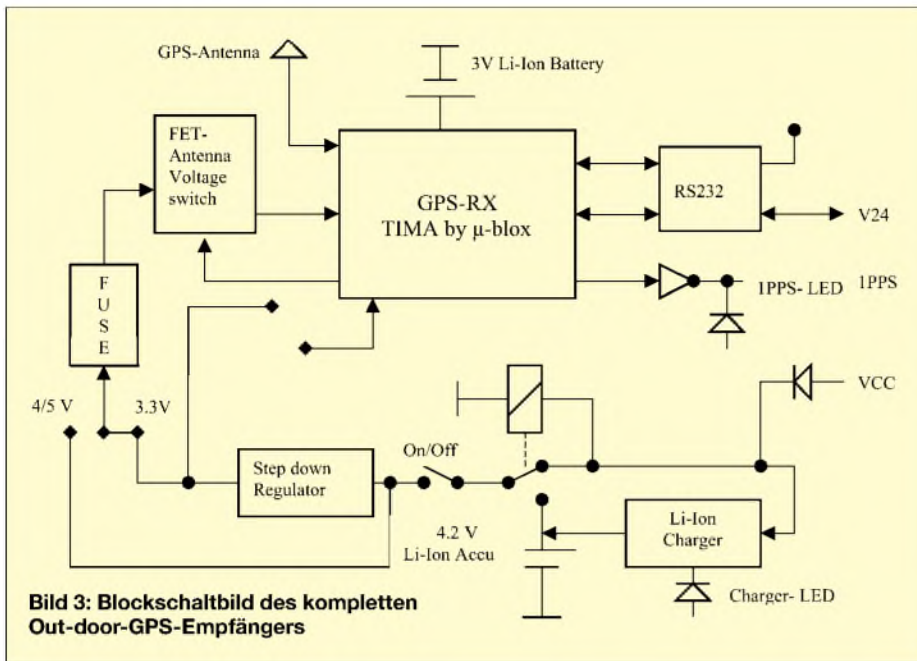 GPS-Antenna
3V Li-Ion Battery
FET-
Antenna
Voltage
switch
GPS-RX
TIMA by µ-blox
RS232
V24
1PPS- LED
1PPS
F
U
S
E
4/5 V
3.3V
VCC
On/Off
Step down
Regulator
4.2 V
Li-Ion Accu
Li-Ion
Charger
Charger- LED
Bild 3: Blockschaltbild des kompletten
Out-door-GPS-Empfängers